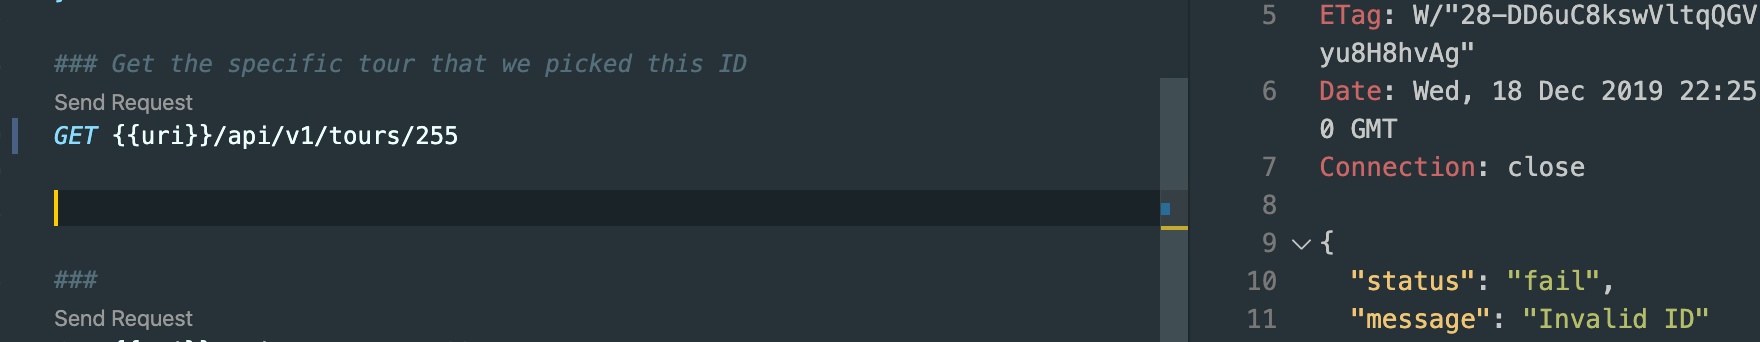 ### Get the specific tour that we picked this ID
Send Request
GET {{uri}}/api/v1/tours/255
###
Send Request
5 ETag: W/"28-DD6uC8kswVltqQGV
yu8H8hvAg"
6 Date: Wed, 18 Dec 2019 22:25
0 GMT
7 Connection: close
8
9 {
10 "status": "fail",
11 "message": "Invalid ID"